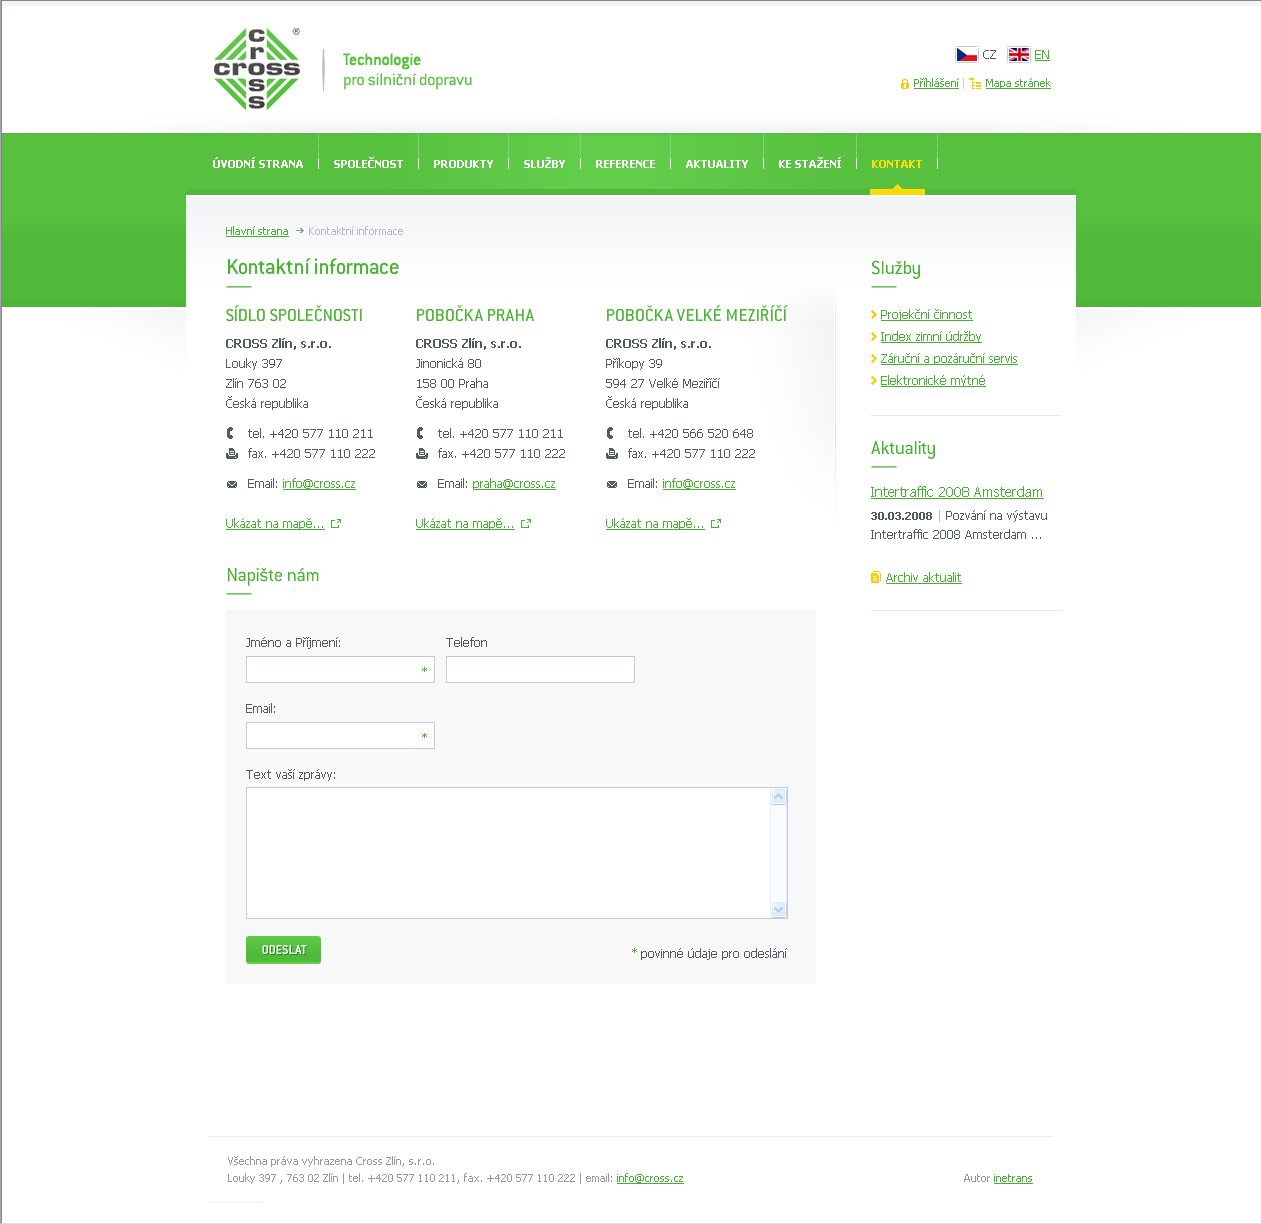 CROSS
cross
®
Technologie
pro silniční dopravu
CZ EN
Příhlášení | Mapa stránek
ÚVODNÍ STRANA SPOLEČNOST PRODUKTY SLUŽBY REFERENCE AKTUALITY KE STAŽENÍ KONTAKT
Hlavní strana Kontaktní informace
Kontaktní informace
SÍDLO SPOLEČNOSTI
CROSS Zlín, s.r.o.
Louky 397
Zlín 763 02
Česká republika
tel. +420 577 110 211
fax. +420 577 110 222
Email: info@cross.cz
Ukázat na mapě...
POBOČKA PRAHA
CROSS Zlín, s.r.o.
Jinonická 80
158 00 Praha
Česká republika
tel. +420 577 110 211
fax. +420 577 110 222
Email: praha@cross.cz
Ukázat na mapě...
POBOČKA VELKÉ MEZIŘÍČÍ
CROSS Zlín, s.r.o.
Příkopy 39
594 27 Velké Meziříčí
Česká republika
tel. +420 566 520 648
fax. +420 577 110 222
Email: info@cross.cz
Ukázat na mapě...
Napište nám
Jméno a Příjmení: Telefon
*
Email:
*
Text vaší zprávy:
ODESLAT
* povinné údaje pro odeslání
Služby
Projekční činnost
Index zimní údržby
Záruční a pozáruční servis
Elektronické mýtné
Aktuality
Intertraffic 2008 Amsterdam
30.03.2008 | Pozvání na výstavu
Intertraffic 2008 Amsterdam ...
Archiv aktualit
Všechna práva vyhrazena Cross Zlín, s.r.o.
Louky 397 , 763 02 Zlín | tel. +420 577 110 211, fax. +420 577 110 222 | email: info@cross.cz
Autor inetrans